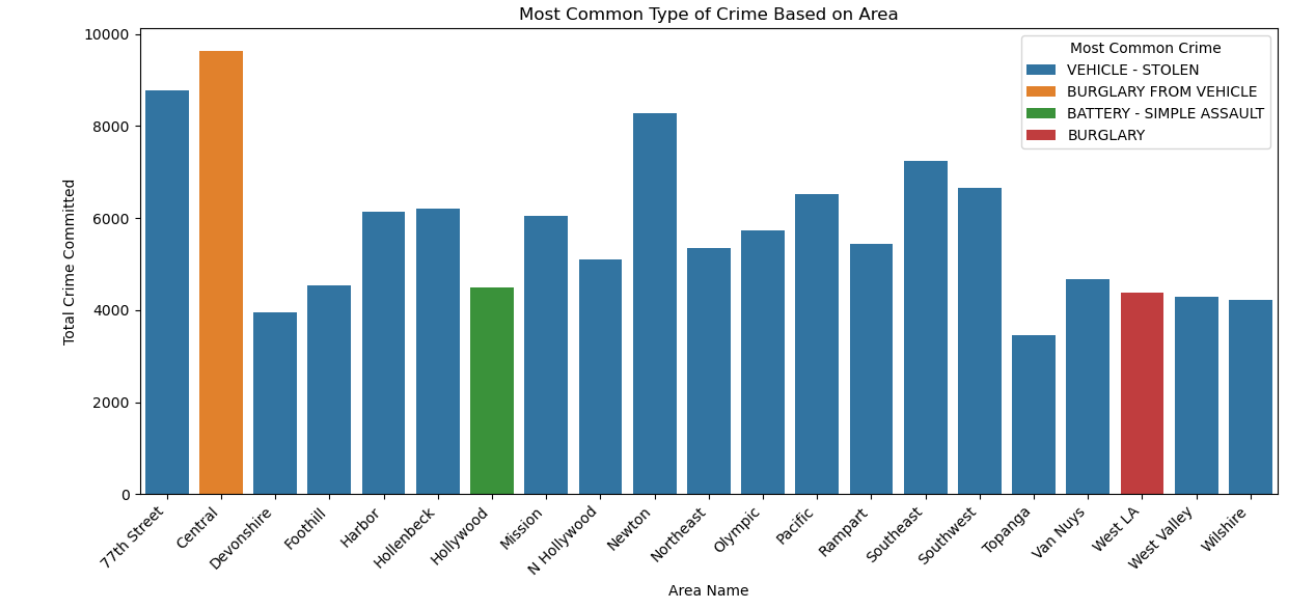 Most Common Type of Crime Based on Area
10000
8000
6000
4000
2000
0
Total Crime Committed
Most Common Crime
VEHICLE - STOLEN
BURGLARY FROM VEHICLE
BATTERY - SIMPLE ASSAULT
BURGLARY
77th Street
Central
Devonshire
Foothill
Harbor
Hollenbeck
Hollywood
Mission
N Hollywood
Newton
Northeast
Olympic
Pacific
Rampart
Southeast
Southwest
Topanga
Van Nuys
West LA
West Valley
Wilshire
Area Name